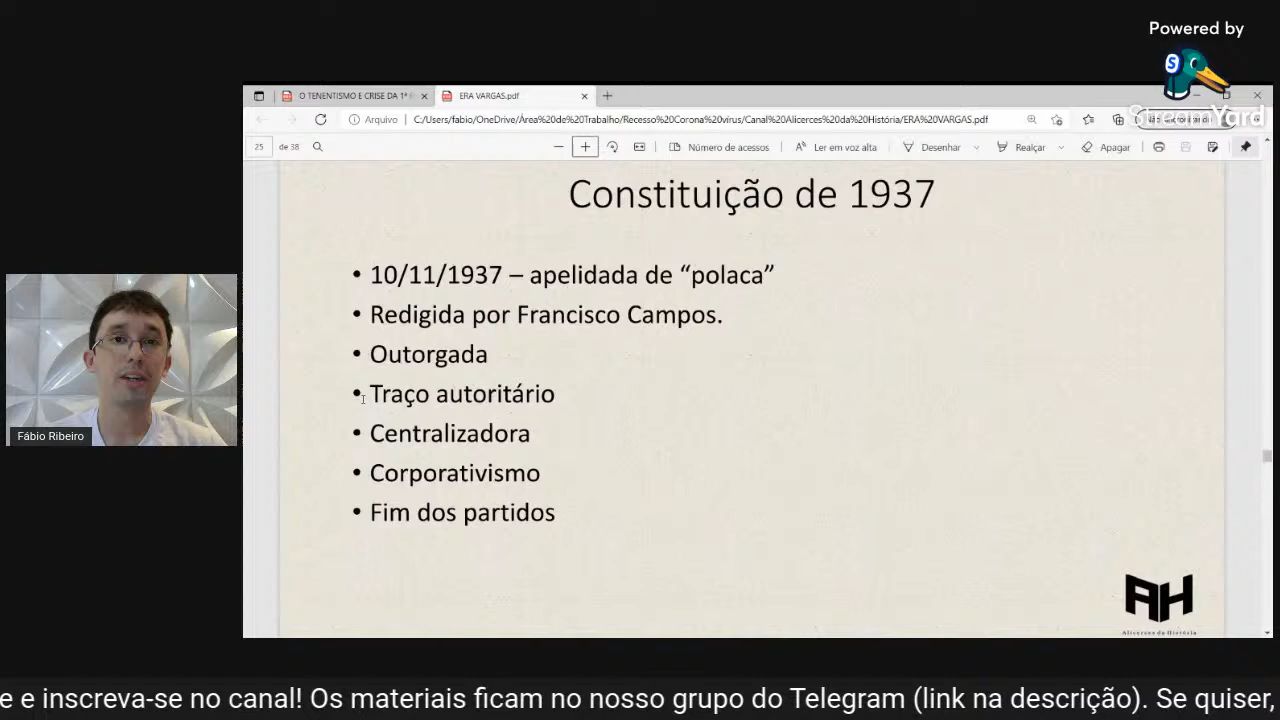 Powered by
StreamYard
O TENENTISMO E CRISE DA 1ª
ERA VARGAS.pdf
Arquivo
C:/Users/fabio/OneDrive/Área%20de%20Trabalho/Recesso%20Corona%20vírus/Canal%20Alicerces%20da%20História/ERA%20VARGAS.pdf
25 de 38
Número de acessos
Ler em voz alta
Desenhar
Realçar
Apagar
Constituição de 1937
• 10/11/1937 – apelidada de “polaca”
• Redigida por Francisco Campos.
• Outorgada
• Traço autoritário
• Centralizadora
• Corporativismo
• Fim dos partidos
Fábio Ribeiro
AH
Alicerces da História
e e inscreva-se no canal! Os materiais ficam no nosso grupo do Telegram (link na descrição). Se quiser,